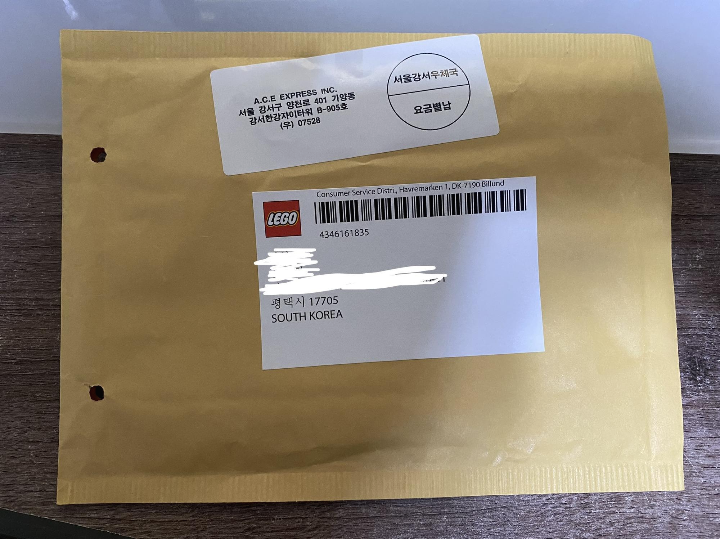 A.C.E EXPRESS INC.
서울 강서구 양천로 401 가양동
강서한강자이타워 B-905호
(우) 07528
서울강서우체국
요금별납
Consumer Service Distri., Havremarken 1, DK-7190 Billund
LEGO
4346161835
평택시 17705
SOUTH KOREA